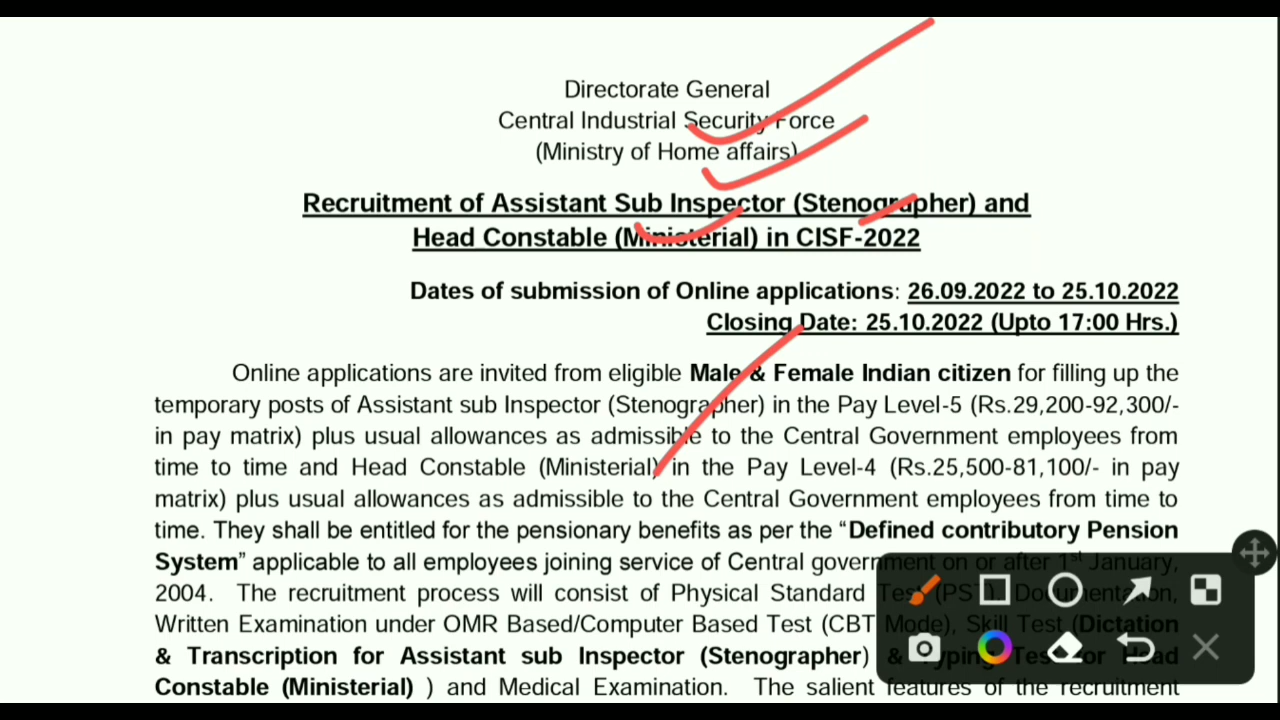 Directorate General
Central Industrial Security Force
(Ministry of Home affairs)
Recruitment of Assistant Sub Inspector (Stenographer) and
Head Constable (Ministerial) in CISF-2022
Dates of submission of Online applications: 26.09.2022 to 25.10.2022
Closing Date: 25.10.2022 (Upto 17:00 Hrs.)
Online applications are invited from eligible Male & Female Indian citizen for filling up the
temporary posts of Assistant sub Inspector (Stenographer) in the Pay Level-5 (Rs.29,200-92,300/-
in pay matrix) plus usual allowances as admissible to the Central Government employees from
time to time and Head Constable (Ministerial) in the Pay Level-4 (Rs.25,500-81,100/- in pay
matrix) plus usual allowances as admissible to the Central Government employees from time to
time. They shall be entitled for the pensionary benefits as per the “Defined contributory Pension
System” applicable to all employees joining service of Central government on or after 1st January,
2004. The recruitment process will consist of Physical Standard Test (PST), Documentation,
Written Examination under OMR Based/Computer Based Test (CBT Mode), Skill Test (Dictation
& Transcription for Assistant sub Inspector (Stenographer) & Typing Test for Head
Constable (Ministerial) ) and Medical Examination. The salient features of the recruitment